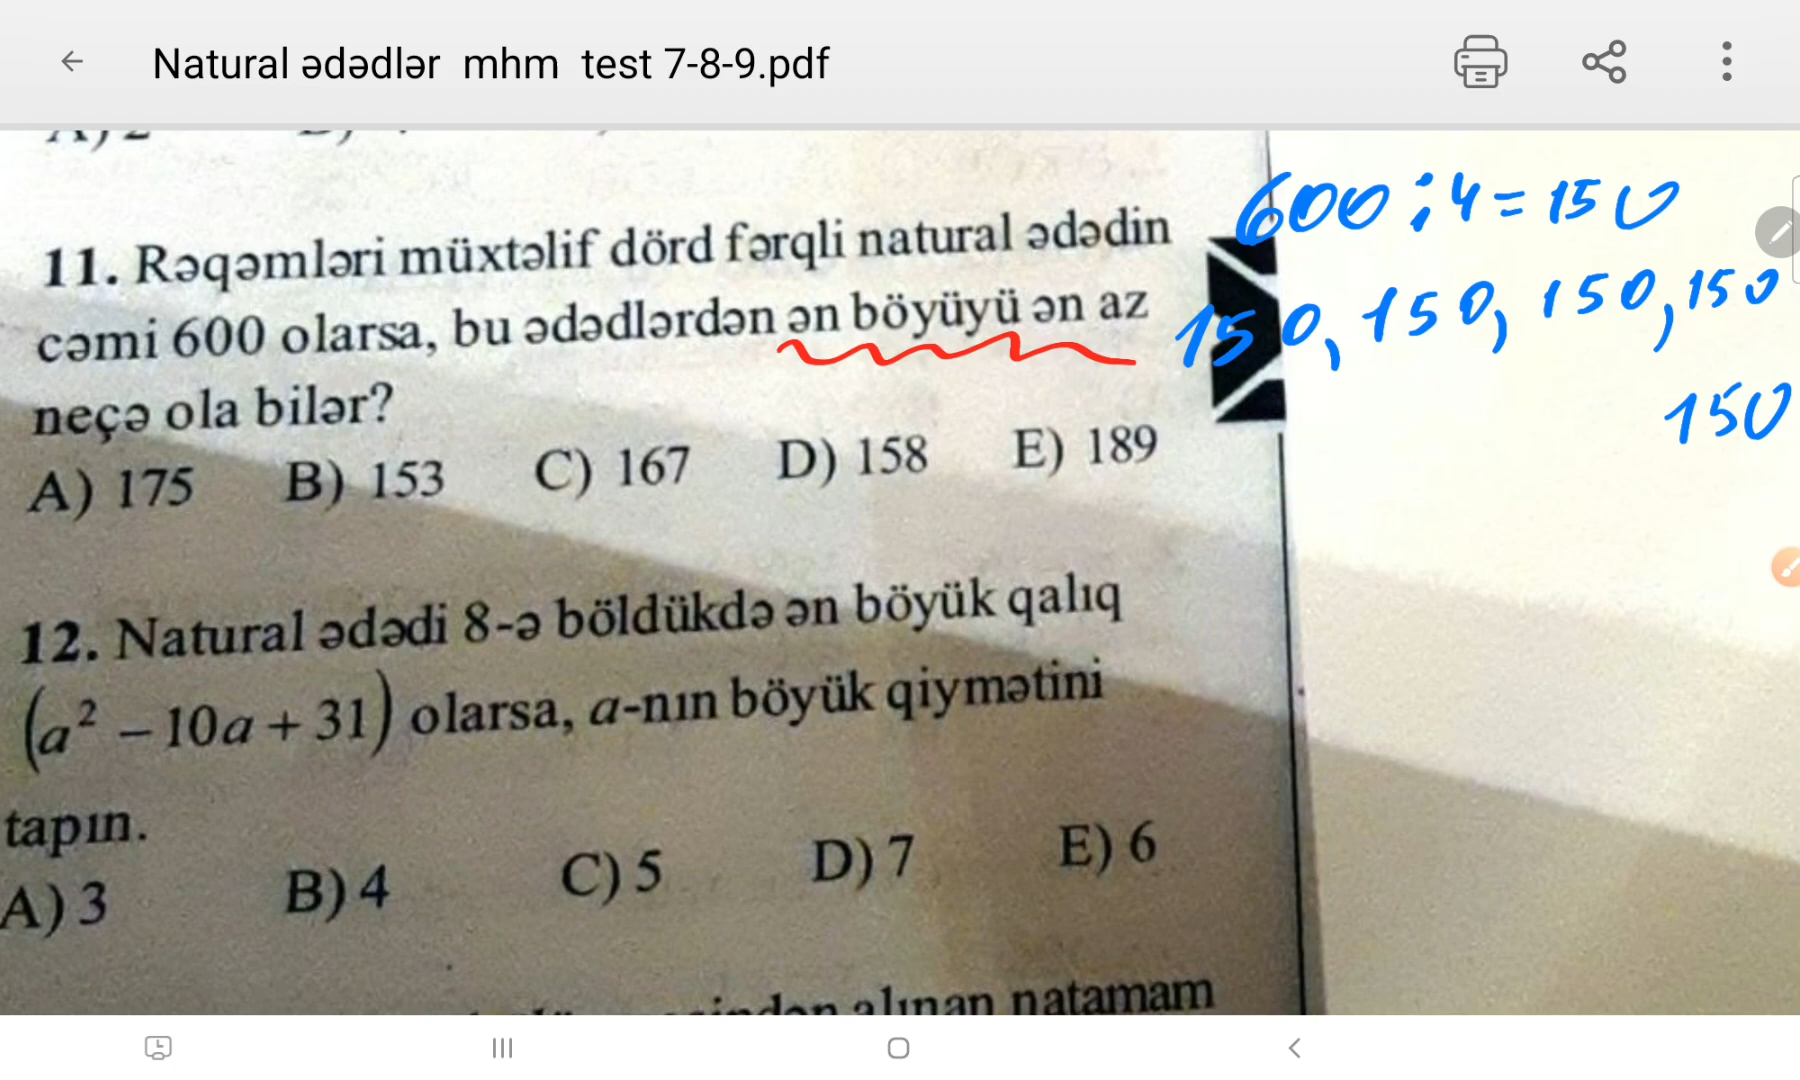 Natural ədədlər mhm test 7-8-9.pdf
11. Rəqəmləri müxtəlif dörd fərqli natural ədədin
cəmi 600 olarsa, bu ədədlərdən ən böyüyü ən az
neçə ola bilər?
A) 175 B) 153 C) 167 D) 158 E) 189
600 : 4 = 150
150, 150, 150, 150
150
12. Natural ədədi 8-ə böldükdə ən böyük qalıq
(a² – 10a + 31) olarsa, a-nın böyük qiymətini
tapın.
A) 3 B) 4 C) 5 D) 7 E) 6
alınan natamam